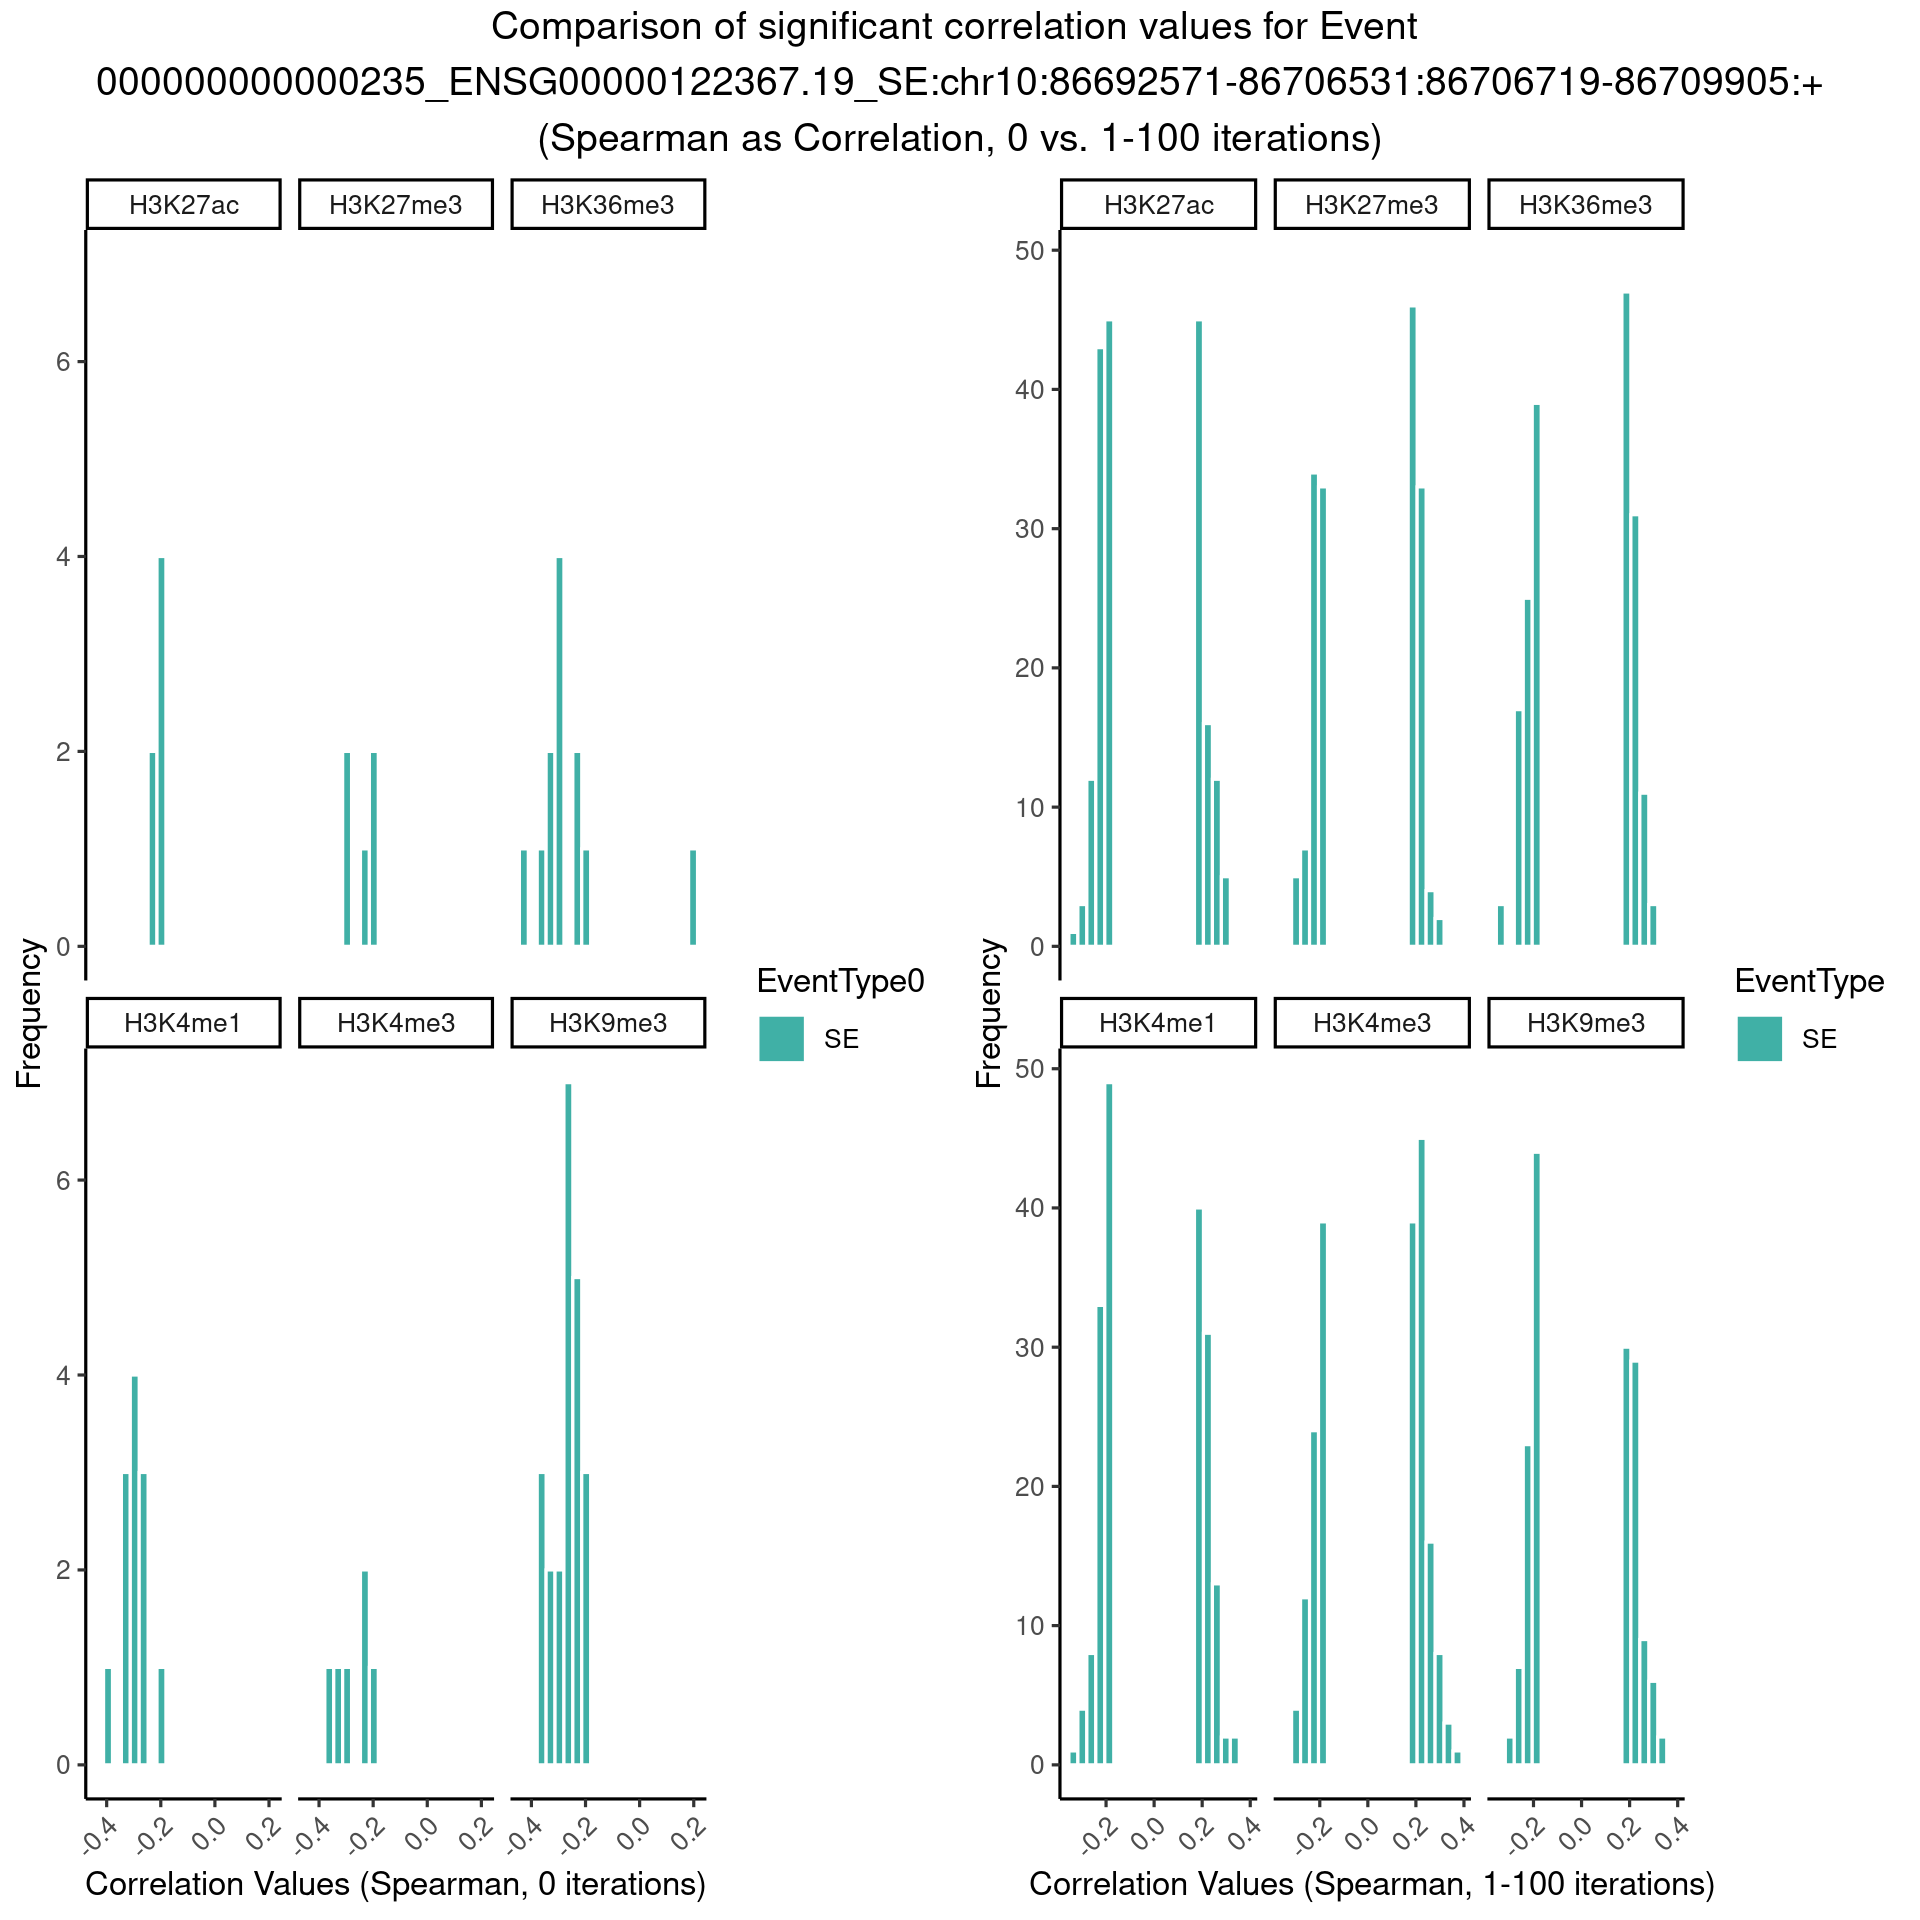 Comparison of significant correlation values for Event
000000000000235_ENSG00000122367.19_SE:chr10:86692571-86706531:86706719-86709905:+
(Spearman as Correlation, 0 vs. 1-100 iterations)
H3K27ac H3K27me3 H3K36me3
6
4
2
0
H3K4me1 H3K4me3 H3K9me3
6
4
2
0
-0.4 -0.2 0.0 0.2 -0.4 -0.2 0.0 0.2 -0.4 -0.2 0.0 0.2
Frequency
Correlation Values (Spearman, 0 iterations)
EventType0
SE
H3K27ac H3K27me3 H3K36me3
50
40
30
20
10
0
H3K4me1 H3K4me3 H3K9me3
50
40
30
20
10
0
-0.2 0.0 0.2 0.4 -0.2 0.0 0.2 0.4 -0.2 0.0 0.2 0.4
Frequency
Correlation Values (Spearman, 1-100 iterations)
EventType
SE